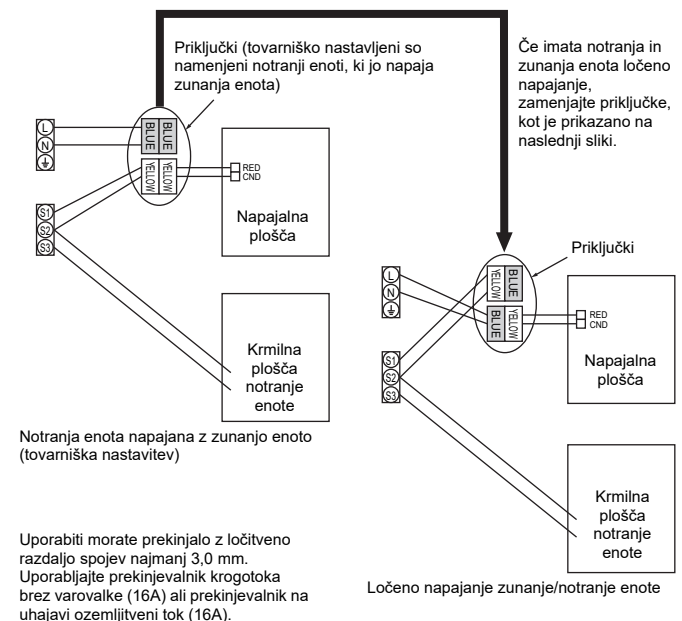 Priključki (tovarniško nastavljeni so
namenjeni notranji enoti, ki jo napaja
zunanja enota)
Če imata notranja in
zunanja enota ločeno
napajanje,
zamenjajte priključke,
kot je prikazano na
naslednji sliki.
L
N
BLUE
BLUE
YELLOW
YELLOW
RED
CND
S1
S2
S3
Napajalna
plošča
Krmilna
plošča
notranje
enote
Notranja enota napajana z zunanjo enoto
(tovarniška nastavitev)
Priključki
L
N
YELLOW
BLUE
BLUE
YELLOW
RED
CND
S1
S2
S3
Napajalna
plošča
Krmilna
plošča
notranje
enote
Ločeno napajanje zunanje/notranje enote
Uporabiti morate prekinjalo z ločitveno
razdaljo spojev najmanj 3,0 mm.
Uporabljajte prekinjevalnik krogotoka
brez varovalke (16A) ali prekinjevalnik na
uhajavi ozemljitveni tok (16A).